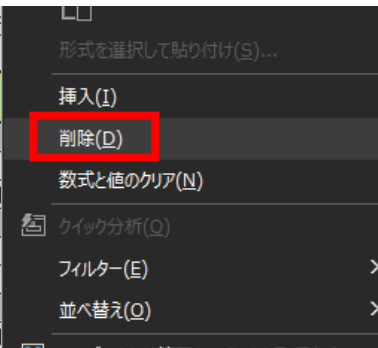 形式を選択して貼り付け(S)...
挿入(I)
削除(D)
数式と値のクリア(N)
クイック分析(Q)
フィルター(E)
並べ替え(O)